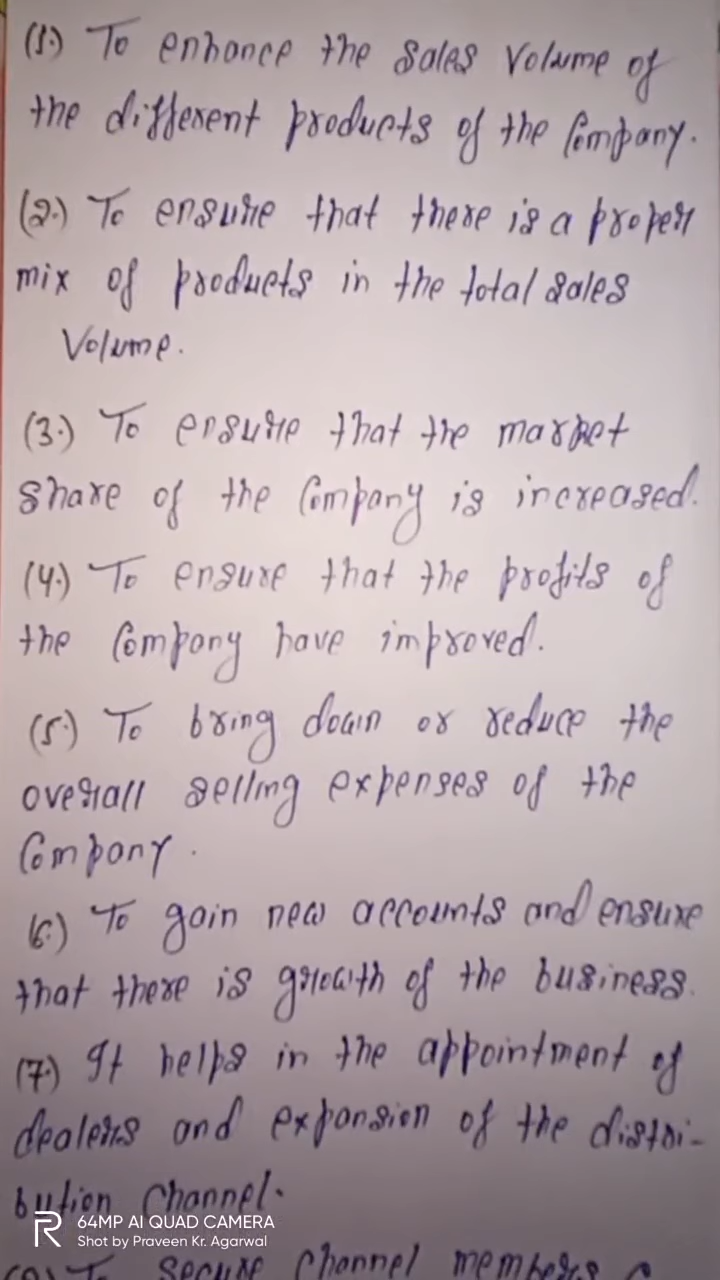 (1.) To enhance the sales volume of
the different products of the Company.
(2.) To ensure that there is a proper
mix of products in the total sales
Volume.
(3.) To ensure that the market
share of the Company is increased.
(4.) To ensure that the profits of
the Company have improved.
(5.) To bring down or reduce the
overall selling expenses of the
Company.
(6.) To gain new accounts and ensure
that there is growth of the business.
(7.) It helps in the appointment of
dealers and expansion of the distri-
bution channel.
64MP AI QUAD CAMERA
Shot by Praveen Kr. Agarwal
To secure channel members